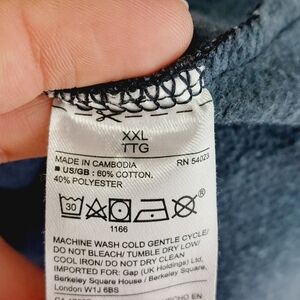 XXL
TTG
MADE IN CAMBODIA RN 54023
■ US/GB : 60% COTTON,
40% POLYESTER
30
1166
MACHINE WASH COLD GENTLE CYCLE/
DO NOT BLEACH/ TUMBLE DRY LOW/
COOL IRON/ DO NOT DRY CLEAN
IMPORTED FOR: Gap (UK Holdings) Ltd,
Berkeley Square House / Berkeley Square,
London W1J 6BS